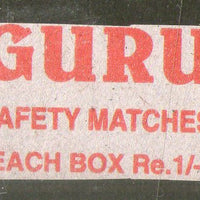 GURU
AFETY MATCHES
EACH BOX Re.1/-